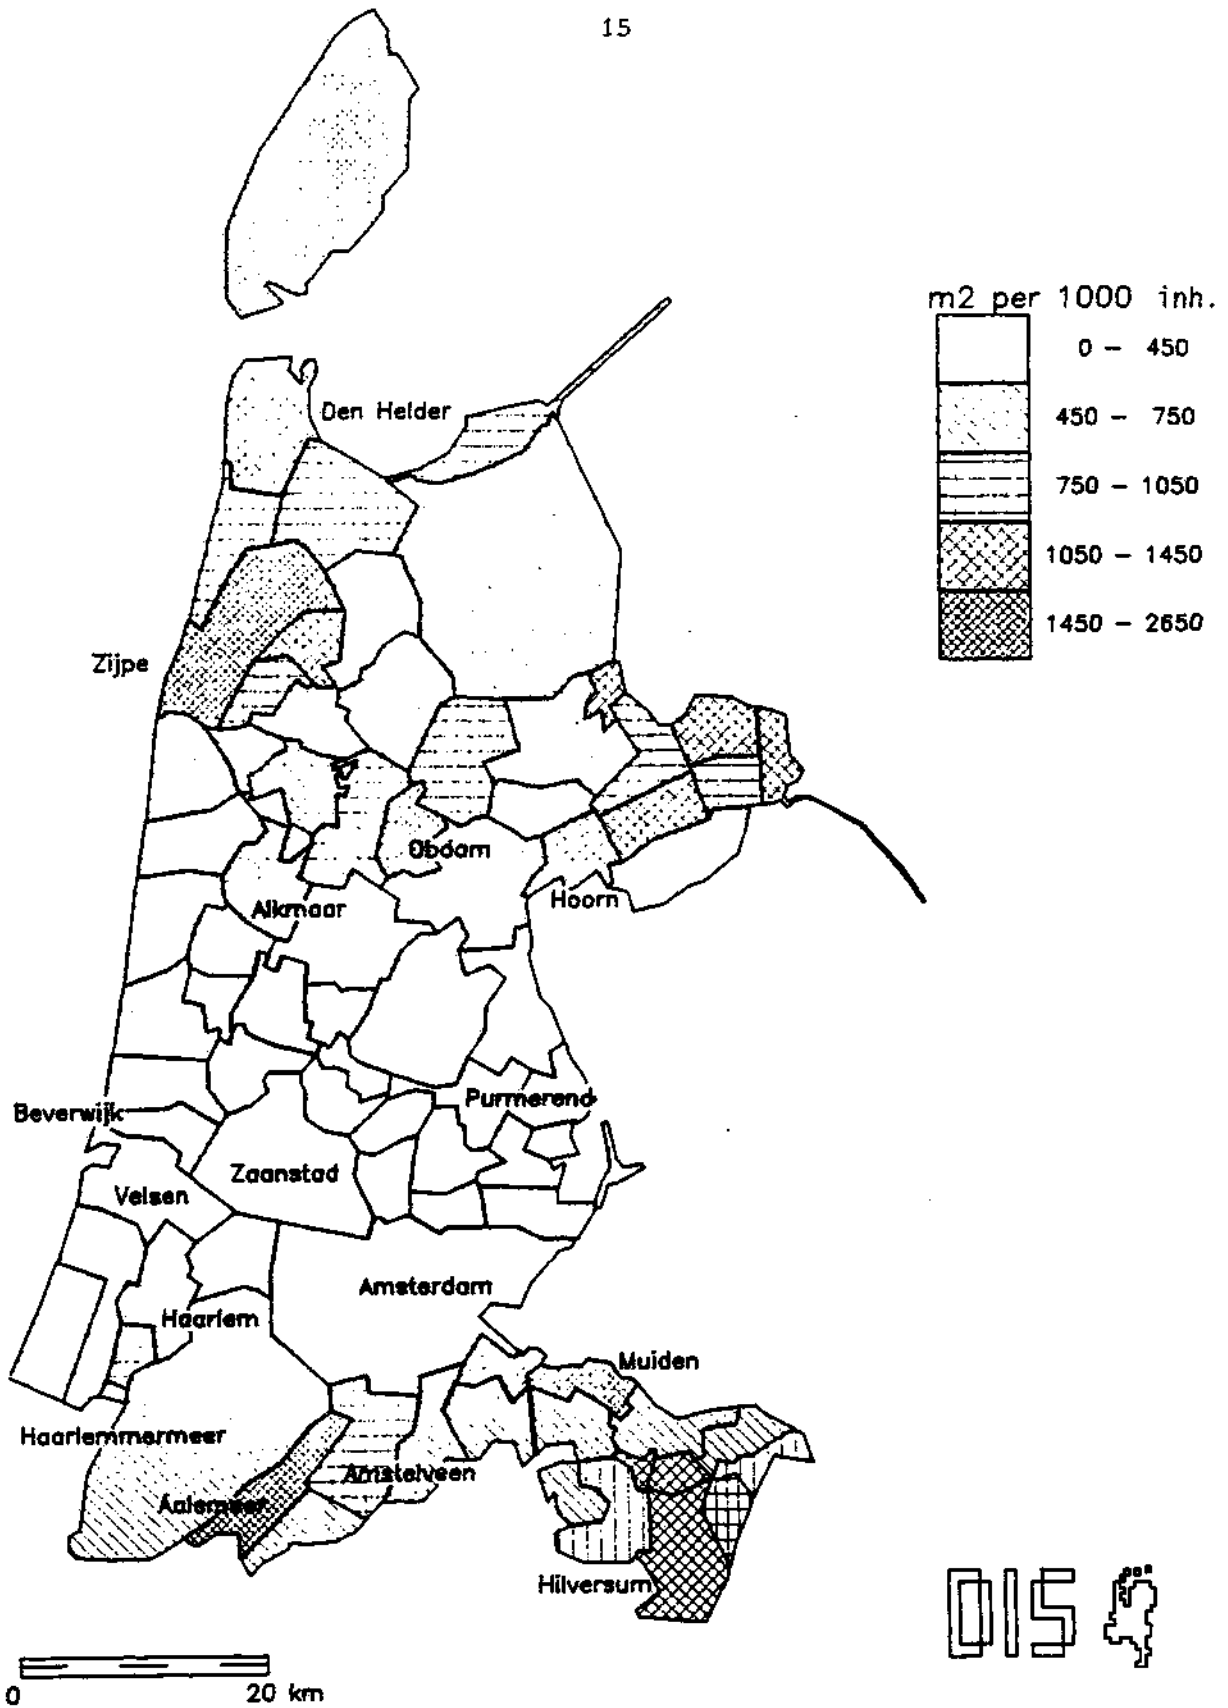 15
m2 per 1000 inh.
0 - 450
450 - 750
750 - 1050
1050 - 1450
1450 - 2650
Den Helder
Zijpe
Obdam
Hoorn
Alkmaar
Purmerend
Beverwijk
Zaanstad
Velsen
Amsterdam
Haarlem
Muiden
Haarlemmermeer
Amstelveen
Aalsmeer
Hilversum
DIS
0 20 km